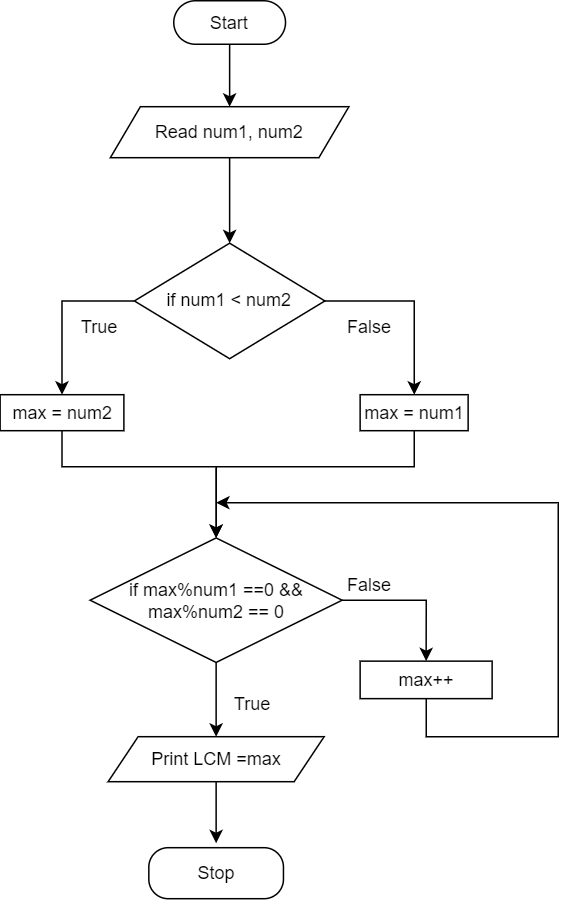 Start
Read num1, num2
if num1 < num2
True
False
max = num2
max = num1
if max%num1 ==0 &&
max%num2 == 0
False
max++
True
Print LCM =max
Stop